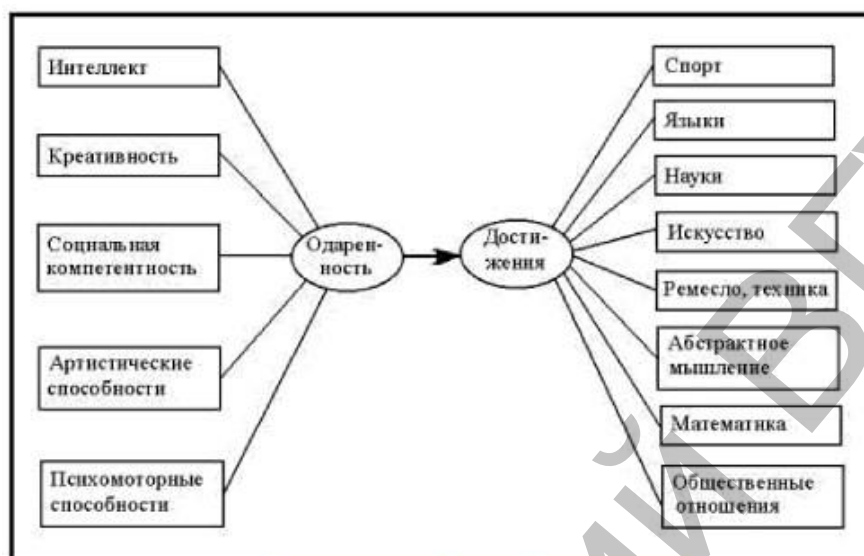 Интеллект
Креативность
Социальная
компетентность
Артистические
способности
Психомоторные
способности
Одарен-
ность
Дости-
жения
Спорт
Языки
Науки
Искусство
Ремесло, техника
Абстрактное
мышление
Математика
Общественные
отношения